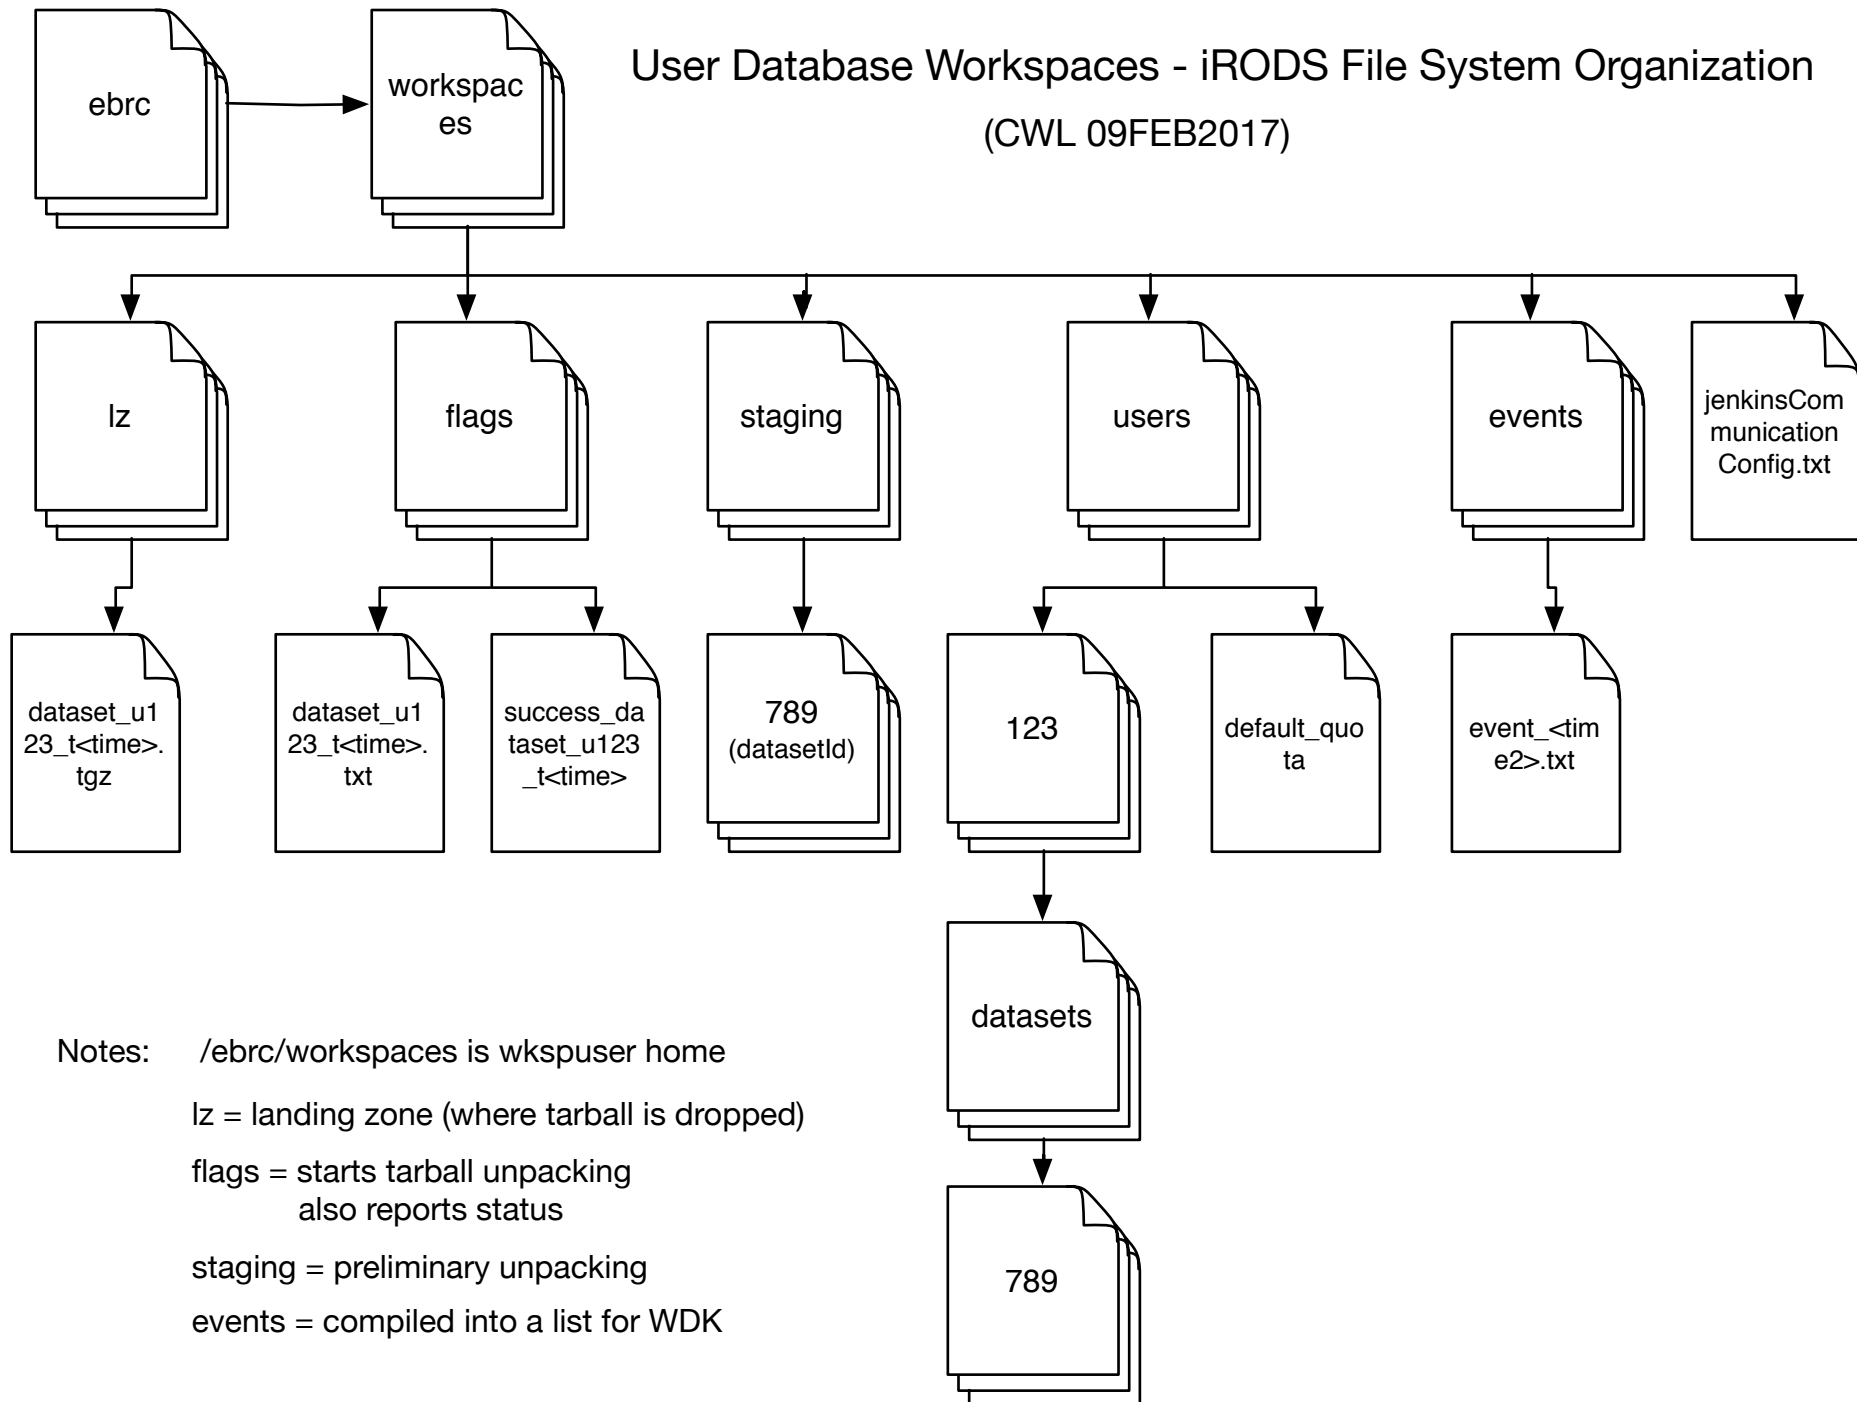 User Database Workspaces - iRODS File System Organization
(CWL 09FEB2017)
ebrc
workspac
es
lz
flags
staging
users
events
jenkinsCom
munication
Config.txt
dataset_u1
23_t<time>.
tgz
dataset_u1
23_t<time>.
txt
success_da
taset_u123
_t<time>
789
(datasetId)
123
default_quo
ta
event_<tim
e2>.txt
datasets
789
Notes: /ebrc/workspaces is wkspuser home
lz = landing zone (where tarball is dropped)
flags = starts tarball unpacking
also reports status
staging = preliminary unpacking
events = compiled into a list for WDK